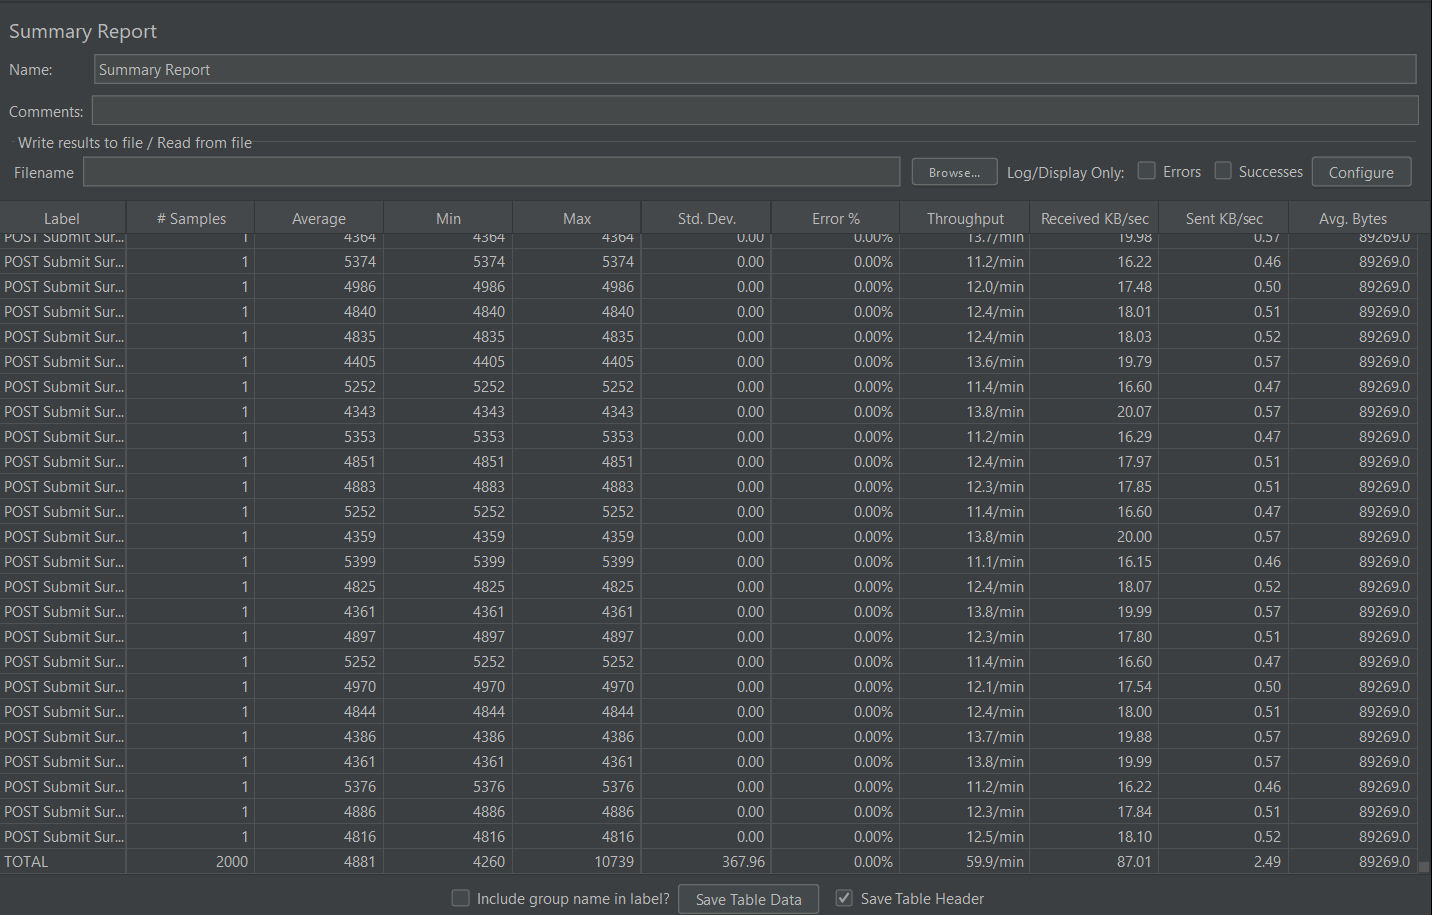 Summary Report
Name: Summary Report
Comments:
Write results to file / Read from file
Filename Browse... Log/Display Only: Errors Successes Configure
Label # Samples Average Min Max Std. Dev. Error % Throughput Received KB/sec Sent KB/sec Avg. Bytes
POST Submit Sur... 1 4364 4364 4364 0.00 0.00% 13.7/min 19.98 0.57 89269.0
POST Submit Sur... 1 5374 5374 5374 0.00 0.00% 11.2/min 16.22 0.46 89269.0
POST Submit Sur... 1 4986 4986 4986 0.00 0.00% 12.0/min 17.48 0.50 89269.0
POST Submit Sur... 1 4840 4840 4840 0.00 0.00% 12.4/min 18.01 0.51 89269.0
POST Submit Sur... 1 4835 4835 4835 0.00 0.00% 12.4/min 18.03 0.52 89269.0
POST Submit Sur... 1 4405 4405 4405 0.00 0.00% 13.6/min 19.79 0.57 89269.0
POST Submit Sur... 1 5252 5252 5252 0.00 0.00% 11.4/min 16.60 0.47 89269.0
POST Submit Sur... 1 4343 4343 4343 0.00 0.00% 13.8/min 20.07 0.57 89269.0
POST Submit Sur... 1 5353 5353 5353 0.00 0.00% 11.2/min 16.29 0.47 89269.0
POST Submit Sur... 1 4851 4851 4851 0.00 0.00% 12.4/min 17.97 0.51 89269.0
POST Submit Sur... 1 4883 4883 4883 0.00 0.00% 12.3/min 17.85 0.51 89269.0
POST Submit Sur... 1 5252 5252 5252 0.00 0.00% 11.4/min 16.60 0.47 89269.0
POST Submit Sur... 1 4359 4359 4359 0.00 0.00% 13.8/min 20.00 0.57 89269.0
POST Submit Sur... 1 5399 5399 5399 0.00 0.00% 11.1/min 16.15 0.46 89269.0
POST Submit Sur... 1 4825 4825 4825 0.00 0.00% 12.4/min 18.07 0.52 89269.0
POST Submit Sur... 1 4361 4361 4361 0.00 0.00% 13.8/min 19.99 0.57 89269.0
POST Submit Sur... 1 4897 4897 4897 0.00 0.00% 12.3/min 17.80 0.51 89269.0
POST Submit Sur... 1 5252 5252 5252 0.00 0.00% 11.4/min 16.60 0.47 89269.0
POST Submit Sur... 1 4970 4970 4970 0.00 0.00% 12.1/min 17.54 0.50 89269.0
POST Submit Sur... 1 4844 4844 4844 0.00 0.00% 12.4/min 18.00 0.51 89269.0
POST Submit Sur... 1 4386 4386 4386 0.00 0.00% 13.7/min 19.88 0.57 89269.0
POST Submit Sur... 1 4361 4361 4361 0.00 0.00% 13.8/min 19.99 0.57 89269.0
POST Submit Sur... 1 5376 5376 5376 0.00 0.00% 11.2/min 16.22 0.46 89269.0
POST Submit Sur... 1 4886 4886 4886 0.00 0.00% 12.3/min 17.84 0.51 89269.0
POST Submit Sur... 1 4816 4816 4816 0.00 0.00% 12.5/min 18.10 0.52 89269.0
TOTAL 2000 4881 4260 10739 367.96 0.00% 59.9/min 87.01 2.49 89269.0
Include group name in label? Save Table Data Save Table Header